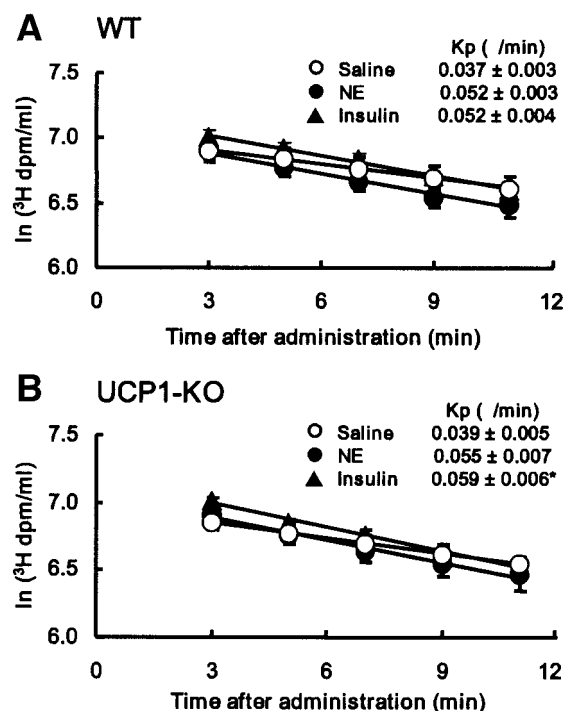 A WT
Kp ( /min)
Saline 0.037 ± 0.003
NE 0.052 ± 0.003
Insulin 0.052 ± 0.004
7.5
7.0
6.5
6.0
ln (³H dpm/ml)
0 3 6 9 12
Time after administration (min)
B UCP1-KO
Kp ( /min)
Saline 0.039 ± 0.005
NE 0.055 ± 0.007
Insulin 0.059 ± 0.006*
7.5
7.0
6.5
6.0
ln (³H dpm/ml)
0 3 6 9 12
Time after administration (min)